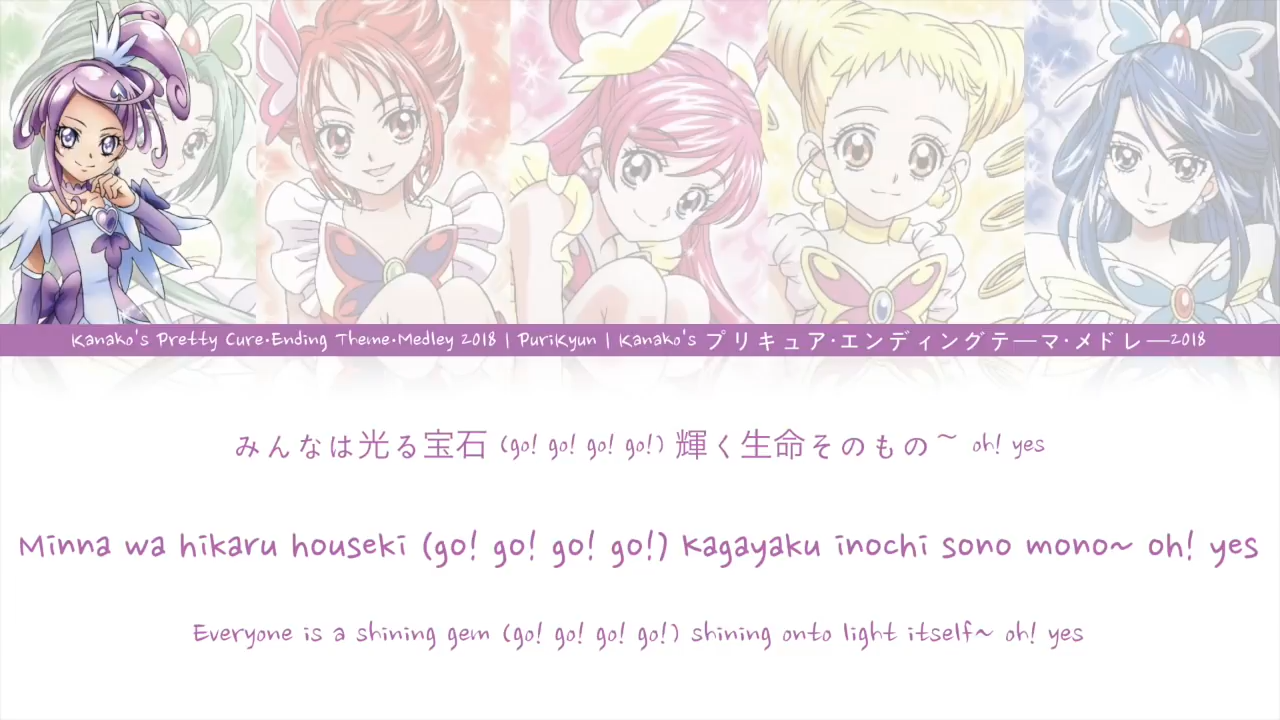 Kanako's Pretty Cure・Ending Theme・Medley 2018 | PuriKyun | Kanako's プリキュア・エンディングテーマ・メドレー2018
みんなは光る宝石 (go! go! go! go!) 輝く生命そのもの~ oh! yes
Minna wa hikaru houseki (go! go! go! go!) kagayaku inochi sono mono~ oh! yes
Everyone is a shining gem (go! go! go! go!) shining onto light itself~ oh! yes